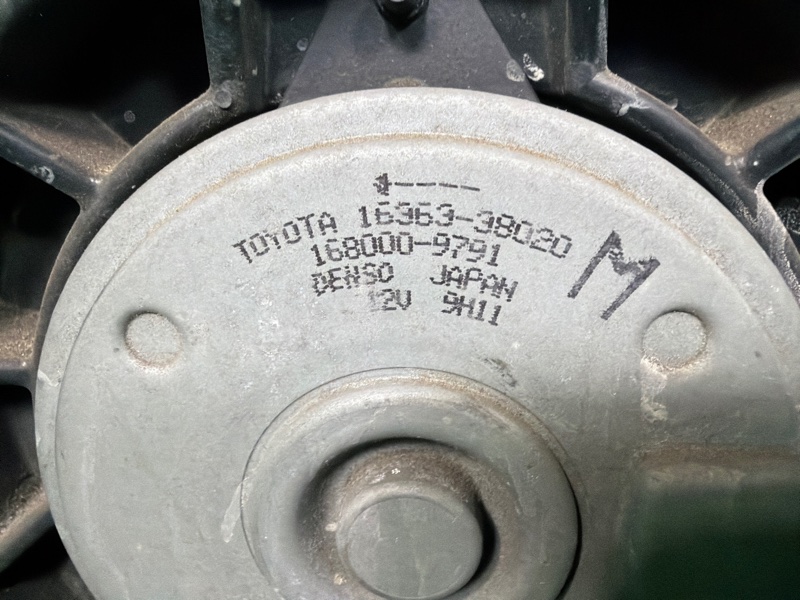 TOYOTA 16363-38020
168000-9791
DENSO JAPAN
12V 9H11
M